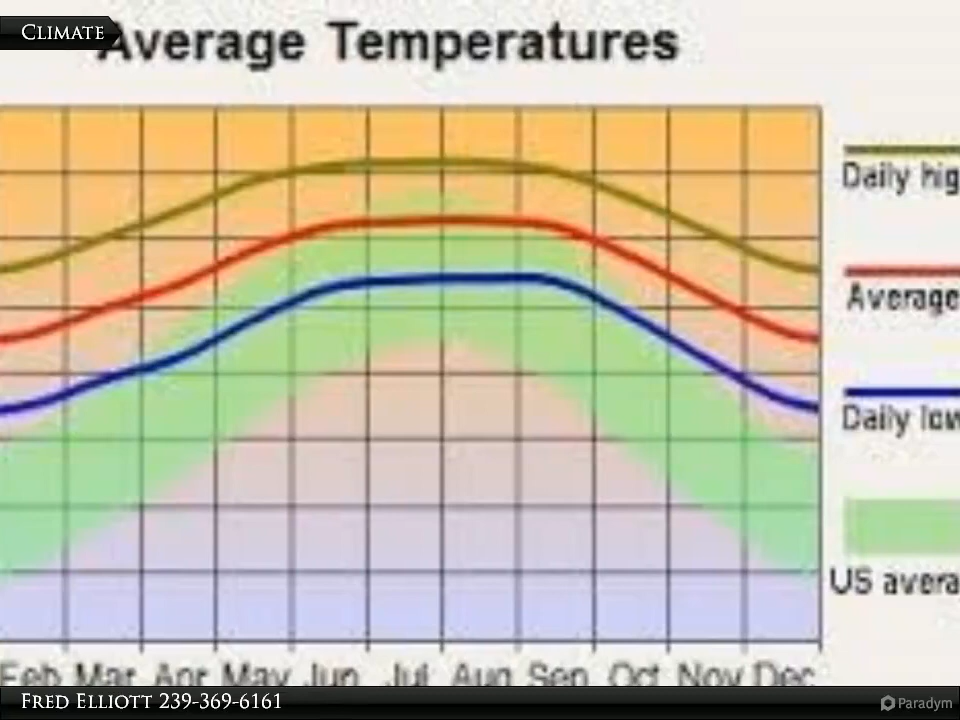 CLIMATE
Average Temperatures
Daily hig
Average
Daily low
US avera
Feb Mar Apr May Jun Jul Aug Sep Oct Nov Dec
FRED ELLIOTT 239-369-6161
Paradym